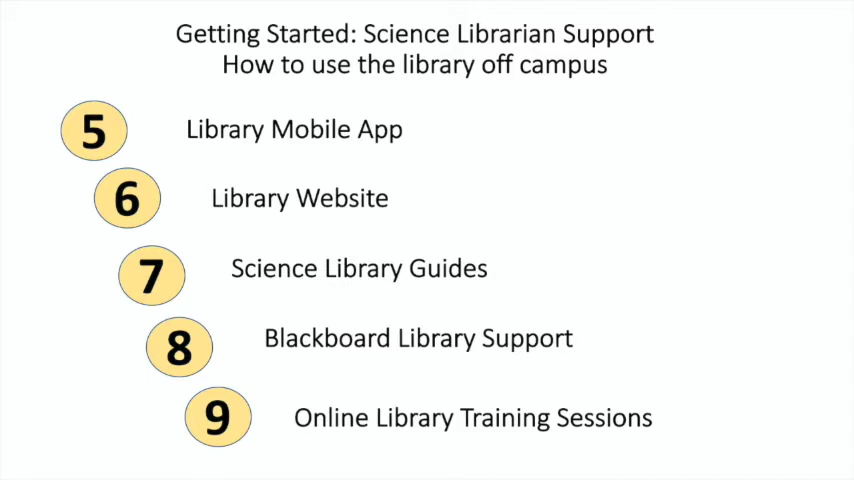 Getting Started: Science Librarian Support
How to use the library off campus
5 Library Mobile App
6 Library Website
7 Science Library Guides
8 Blackboard Library Support
9 Online Library Training Sessions